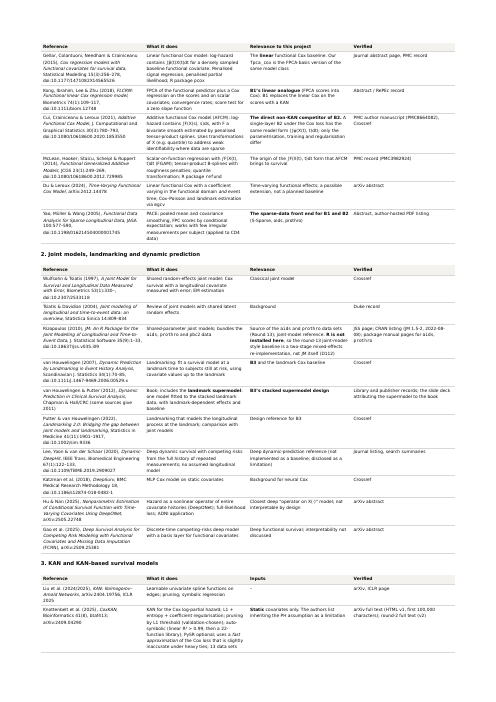 Reference What it does Relevance to this project Verified
Gellar, Colantuoni, Needham & Crainiceanu (2015), Cox regression models with functional covariates for survival data, Statistical Modelling 15(3):256–278, doi:10.1177/1471082X14565526
Linear functional Cox model: log-hazard contains ∫β(t)X(t)dt for a densely sampled baseline functional covariate. Penalised signal regression, penalised partial likelihood; R package pcox
The linear functional Cox baseline. Our is the FPCA-basis version of the same model class
Journal abstract page, PMC record
Kong, Ibrahim, Lee & Zhu (2018), FLCRM: Functional linear Cox regression model, Biometrics 74(1):109–117, doi:10.1111/biom.12748
FPCA of the functional predictor plus a Cox regression on the scores and on scalar covariates; convergence rates; score test for a zero slope function
B1's linear analogue (FPCA scores into Cox). B1 replaces the linear Cox on the scores with a KAN
Abstract / RePEc record
Cui, Crainiceanu & Leroux (2021), Additive Functional Cox Model, J. Computational and Graphical Statistics 30(3):780–793, doi:10.1080/10618600.2020.1853550
Additive functional Cox model (AFCM): log-hazard contains ∫F(X(t), t)dt, with F a bivariate smooth estimated by penalised tensor-product splines. Uses transformations of X (e.g. quantile) to address weak identifiability where data are sparse
The direct non-KAN competitor of B2. A single-layer B2 under the Cox loss has the same model form ∫g(X(t), t)dt; only the parameterisation, training and regularisation differ
Author manuscript (PMC8664082), Crossref
McLean, Hooker, Staicu, Scheipl & Ruppert (2014), Functional Generalized Additive Models, JCGS 23(1):249–269, doi:10.1080/10618600.2012.729985
Scalar-on-function regression with ∫F(X(t), t)dt (FGAM); tensor-product B-splines with roughness penalties; quantile transformation; R package refund
The origin of the ∫F(X(t), t)dt form that AFCM brings to survival
PMC record (PMC3982924)
Du & Leroux (2024), Time-Varying Functional Cox Model, arXiv:2412.14478
Linear functional Cox with a coefficient varying in the functional domain and event time; Cox–Poisson and landmark estimation via mgcv
Time-varying functional effects; a possible extension, not a planned baseline
arXiv abstract
Yao, Müller & Wang (2005), Functional Data Analysis for Sparse Longitudinal Data, JASA 100:577–590, doi:10.1198/016214504000001745
PACE: pooled mean and covariance smoothing, FPC scores by conditional expectation; works with few irregular measurements per subject (applied to CD4 data)
The sparse-data front end for B1 and B2 (S-Spline, aids, prothro)
Abstract, author-hosted PDF listing
2. Joint models, landmarking and dynamic prediction
Reference What it does Relevance to this project Verified
Wulfsohn & Tsiatis (1997), A Joint Model for Survival and Longitudinal Data Measured with Error, Biometrics 53(1):330–, doi:10.2307/2533118
Shared random-effects joint model: Cox survival with a longitudinal covariate measured with error; EM estimation
Classical joint model
Crossref
Tsiatis & Davidian (2004), Joint modeling of longitudinal and time-to-event data: an overview, Statistica Sinica 14:809–834
Review of joint models with shared latent effects
Background
Duke record
Rizopoulos (2010), JM: An R Package for the Joint Modelling of Longitudinal and Time-to-Event Data, J. Statistical Software 35(9):1–33, doi:10.18637/jss.v035.i09
Shared-parameter joint models; bundles the aids, prothro and pbc2 data
Source of the aids and prothro data sets (Round 13); joint-model reference. R is not installed here, so the round 13 joint-model-style baseline is a two-stage mixed-effects re-implementation, not JM itself (D112)
JSS page; CRAN listing (JM 1.5-2, 2022-08-08); package manual pages for aids, prothro
van Houwelingen (2007), Dynamic Prediction by Landmarking in Event History Analysis, Scandinavian J. Statistics 34(1):70–85, doi:10.1111/j.1467-9469.2006.00529.x
Landmarking: fit a survival model at a landmark time to subjects still at risk, using covariate values up to the landmark
B3 and the landmark Cox baseline
Crossref
van Houwelingen & Putter (2012), Dynamic Prediction in Clinical Survival Analysis, Chapman & Hall/CRC (some sources give 2011)
Book; includes the landmark supermodel: one model fitted to the stacked landmark data, with landmark-dependent effects and baseline
B3's stacked supermodel design
Library and publisher records; the slide deck attributing the supermodel to the book
Putter & van Houwelingen (2022), Landmarking 2.0: Bridging the gap between joint models and landmarking, Statistics in Medicine 41(11):1901–1917, doi:10.1002/sim.9336
Landmarking that models the longitudinal process at the landmark; comparison with joint models
Design reference for B3
Crossref
Lee, Yoon & van der Schaar (2020), Dynamic-DeepHit, IEEE Trans. Biomedical Engineering 67(1):122–133, doi:10.1109/TBME.2019.2909027
Deep dynamic survival with competing risks from the full history of repeated measurements; no assumed longitudinal model
Deep dynamic-prediction reference (not implemented as a baseline; disclosed as a limitation)
Journal listing, search summaries
Katzman et al. (2018), DeepSurv, BMC Medical Research Methodology 18, doi:10.1186/s12874-018-0482-1
MLP Cox model on static covariates
Background for neural Cox
Crossref
Hu & Nan (2025), Nonparametric Estimation of Conditional Survival Function with Time-Varying Covariates Using DeepONet, arXiv:2505.22748
Hazard as a nonlinear operator of entire covariate histories (DeepONet); full-likelihood loss; ADNI application
Closest deep "operator on X(·)" model; not interpretable by design
arXiv abstract
Gao et al. (2025), Deep Survival Analysis for Competing Risk Modeling with Functional Covariates and Missing Data Imputation (FCRN), arXiv:2509.25381
Discrete-time competing-risks deep model with a basis layer for functional covariates
Deep functional survival; interpretability not discussed
arXiv abstract
3. KAN and KAN-based survival models
Reference What it does Inputs Verified
Liu et al. (2024/2025), KAN: Kolmogorov–Arnold Networks, arXiv:2404.19756, ICLR 2025
Learnable univariate spline functions on edges; pruning, symbolic regression
–
arXiv, ICLR page
Knottenbelt et al. (2025), CoxKAN, Bioinformatics 41(8), btaf413; arXiv:2409.04290
KAN for the Cox log-partial hazard; L1 + entropy + coefficient regularisation; pruning by L1 threshold (validation-chosen); auto-symbolic (linear R² > 0.99, then a 22-function library); PySR optional; uses a fast approximation of the Cox loss that is slightly inaccurate under heavy ties; 13 data sets
Static covariates only. The authors list inheriting the PH assumption as a limitation
arXiv full text (HTML v1, first 100,000 characters); round-2 full text (v2)